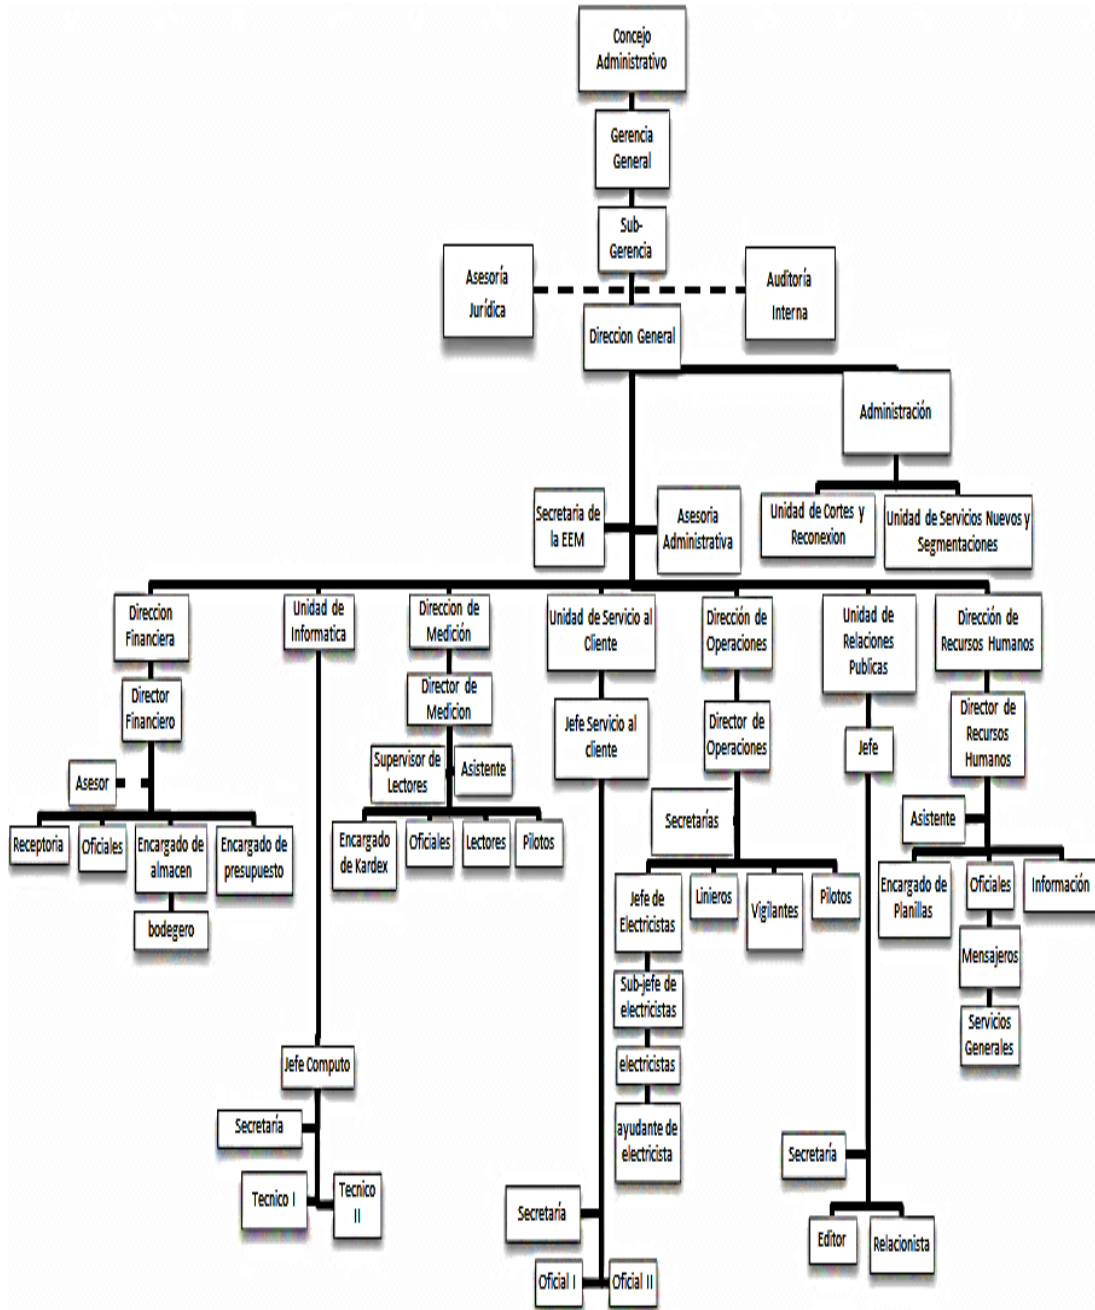 Concejo
Administrativo
Gerencia
General
Sub-
Gerencia
Asesoría
Jurídica
Auditoría
Interna
Direccion General
Administración
Unidad de Cortes y
Reconexion
Unidad de Servicios Nuevos y
Segmentaciones
Secretaria de
la EEM
Asesoria
Administrativa
Direccion
Financiera
Unidad de
Informatica
Direccion de
Medición
Unidad de Servicio al
Cliente
Dirección de
Operaciones
Unidad de
Relaciones
Publicas
Dirección de
Recursos Humanos
Director
Financiero
Director de
Medicion
Jefe Servicio al
cliente
Director de
Operaciones
Jefe
Director de
Recursos
Humanos
Asesor
Supervisor de
Lectores
Asistente
Secretarías
Asistente
Receptoria
Oficiales
Encargado de
almacen
Encargado de
presupuesto
bodegero
Encargado
de Kardex
Oficiales
Lectores
Pilotos
Jefe de
Electricistas
Linieros
Vigilantes
Pilotos
Encargado de
Planillas
Oficiales
Información
Sub-jefe de
electricistas
Mensajeros
electricistas
Servicios
Generales
ayudante de
electricista
Jefe Computo
Secretaría
Tecnico I
Tecnico
II
Secretaría
Oficial I
Oficial II
Secretaría
Editor
Relacionista